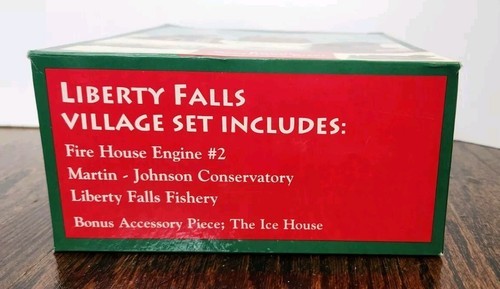 LIBERTY FALLS
VILLAGE SET INCLUDES:
Fire House Engine #2
Martin - Johnson Conservatory
Liberty Falls Fishery
Bonus Accessory Piece; The Ice House